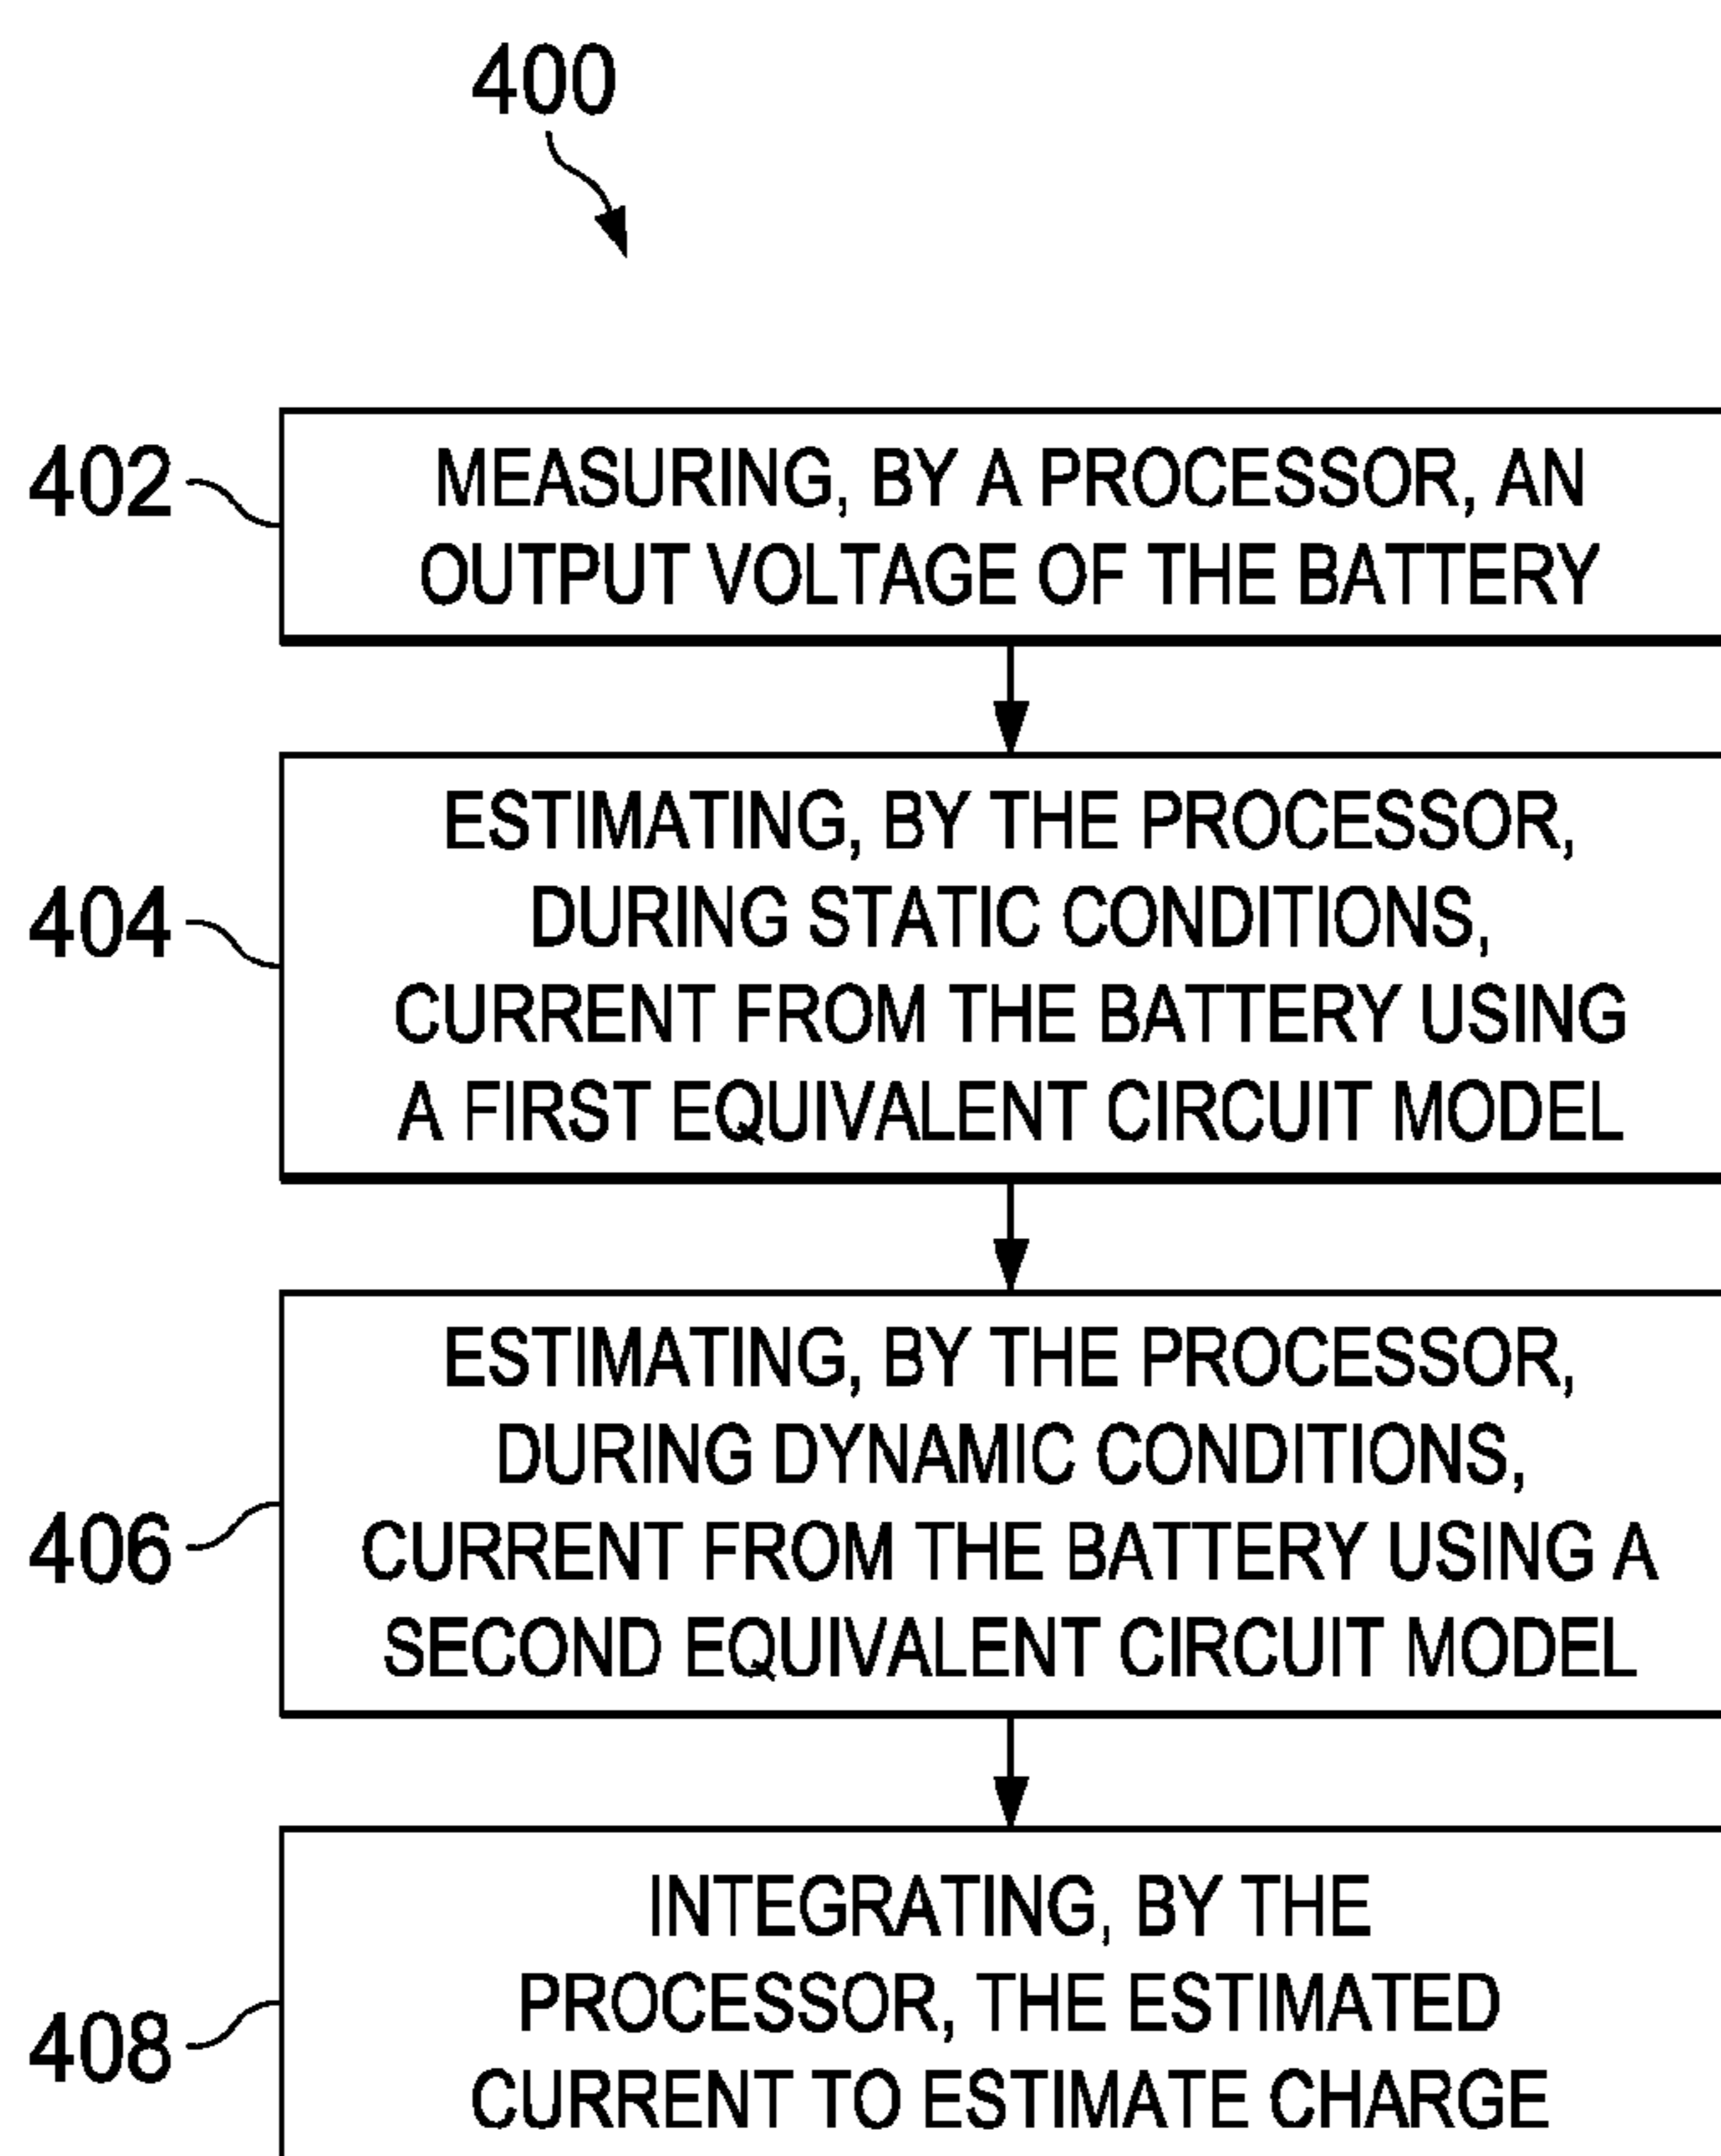 400
402
MEASURING, BY A PROCESSOR, AN
OUTPUT VOLTAGE OF THE BATTERY
404
ESTIMATING, BY THE PROCESSOR,
DURING STATIC CONDITIONS,
CURRENT FROM THE BATTERY USING
A FIRST EQUIVALENT CIRCUIT MODEL
406
ESTIMATING, BY THE PROCESSOR,
DURING DYNAMIC CONDITIONS,
CURRENT FROM THE BATTERY USING A
SECOND EQUIVALENT CIRCUIT MODEL
408
INTEGRATING, BY THE
PROCESSOR, THE ESTIMATED
CURRENT TO ESTIMATE CHARGE